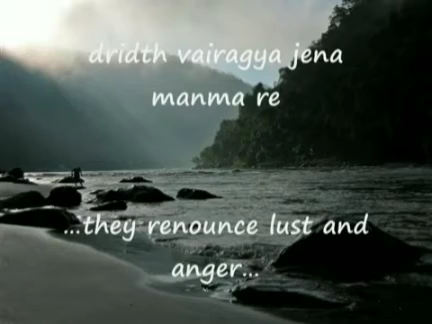 dridth vairagya jena
manma re
...they renounce lust and
anger...